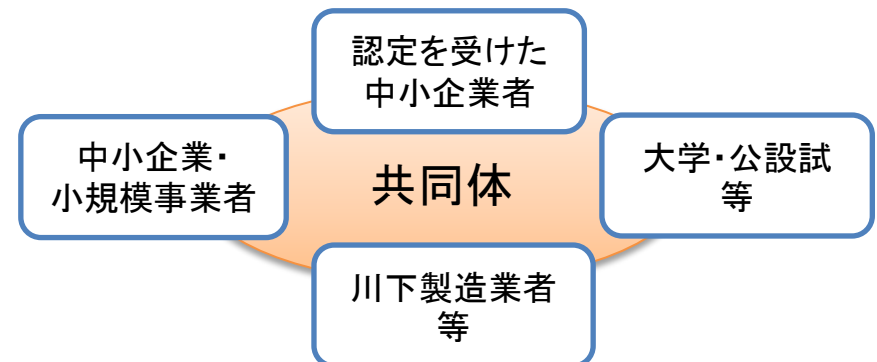 認定を受けた
中小企業者
中小企業・
小規模事業者
共同体
大学・公設試
等
川下製造業者
等